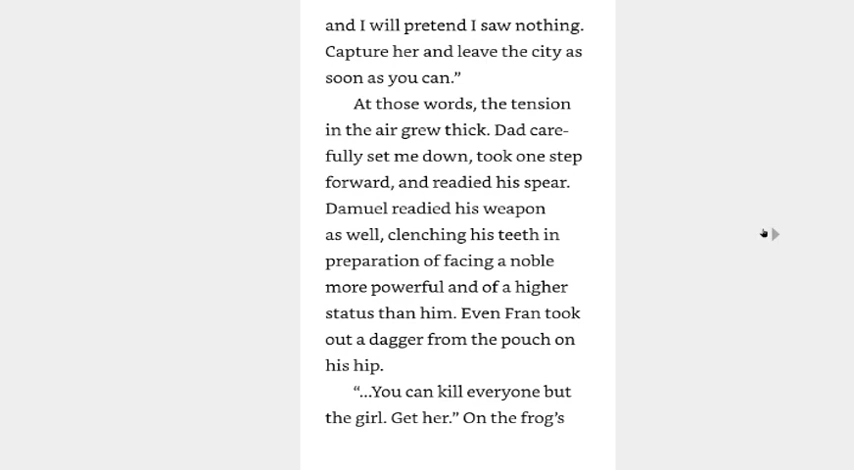 and I will pretend I saw nothing.
Capture her and leave the city as
soon as you can.”
At those words, the tension
in the air grew thick. Dad care-
fully set me down, took one step
forward, and readied his spear.
Damuel readied his weapon
as well, clenching his teeth in
preparation of facing a noble
more powerful and of a higher
status than him. Even Fran took
out a dagger from the pouch on
his hip.
“...You can kill everyone but
the girl. Get her.” On the frog’s